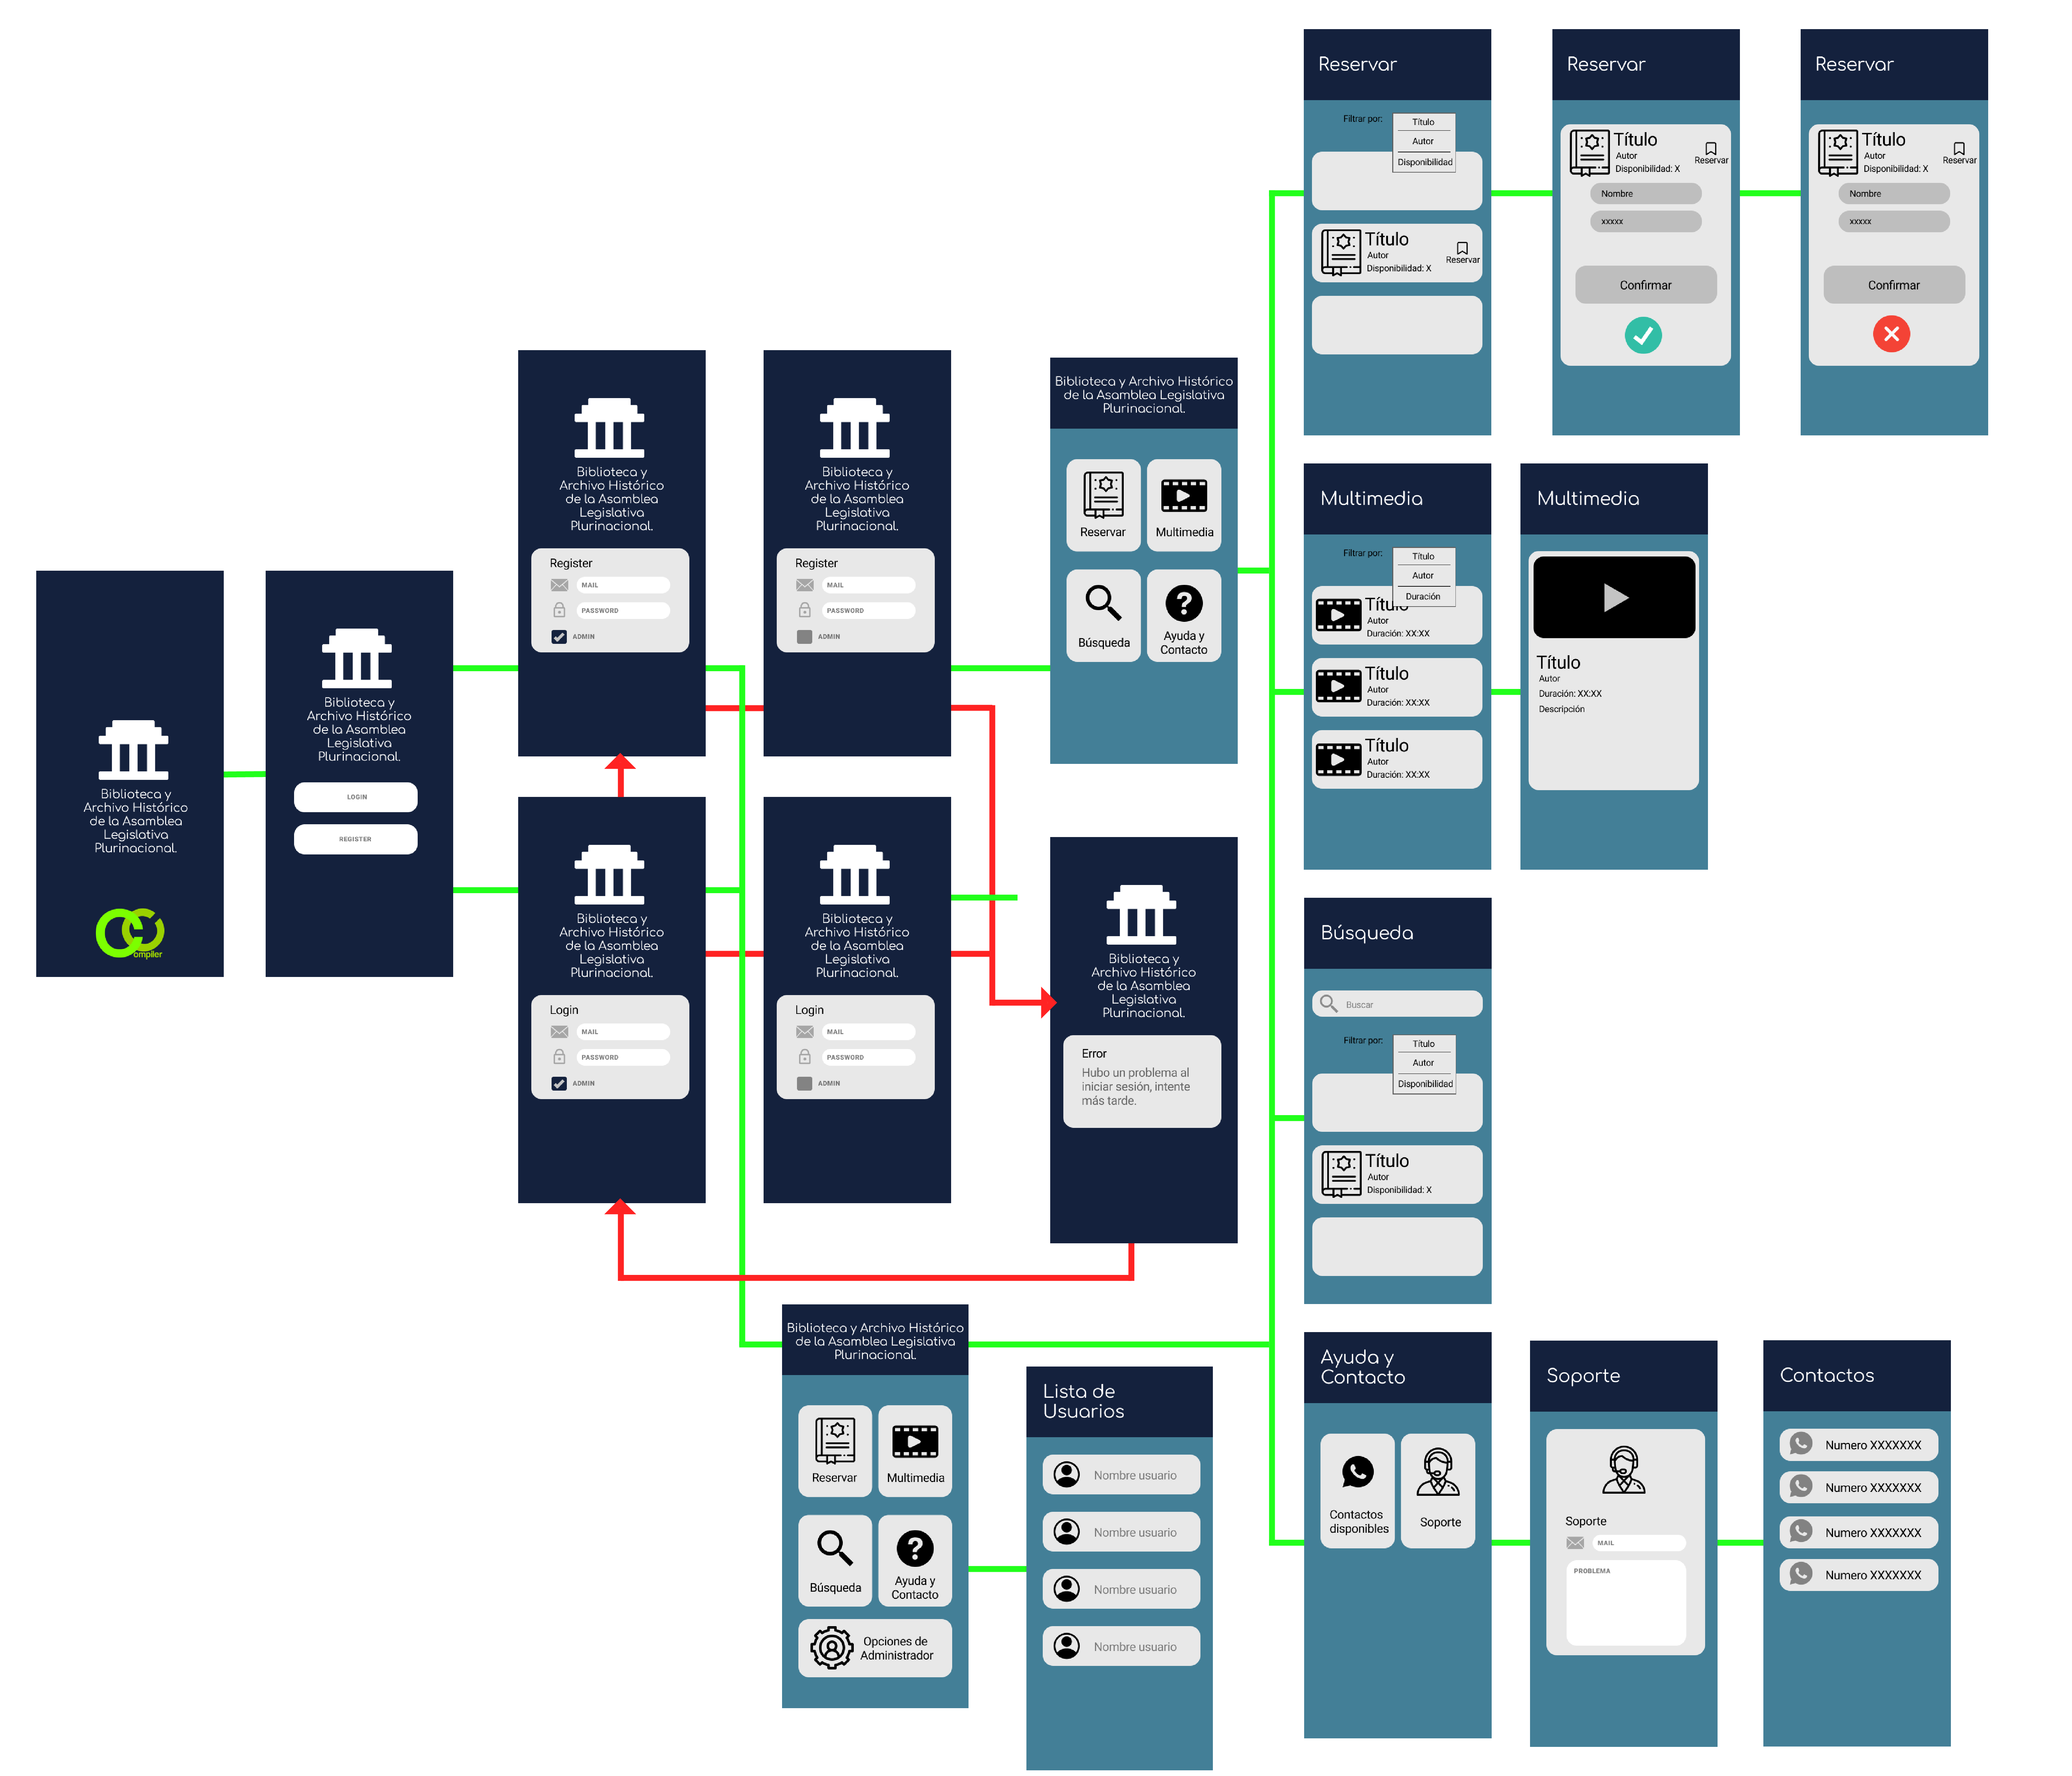 Biblioteca y
Archivo Histórico
de la Asamblea
Legislativa
Plurinacional.
ompiler
Biblioteca y
Archivo Histórico
de la Asamblea
Legislativa
Plurinacional.
LOGIN
REGISTER
Biblioteca y
Archivo Histórico
de la Asamblea
Legislativa
Plurinacional.
Register
MAIL
PASSWORD
ADMIN
Biblioteca y
Archivo Histórico
de la Asamblea
Legislativa
Plurinacional.
Register
MAIL
PASSWORD
ADMIN
Biblioteca y
Archivo Histórico
de la Asamblea
Legislativa
Plurinacional.
Login
MAIL
PASSWORD
ADMIN
Biblioteca y
Archivo Histórico
de la Asamblea
Legislativa
Plurinacional.
Login
MAIL
PASSWORD
ADMIN
Biblioteca y Archivo Histórico
de la Asamblea Legislativa
Plurinacional.
Reservar
Multimedia
Búsqueda
Ayuda y
Contacto
Biblioteca y
Archivo Histórico
de la Asamblea
Legislativa
Plurinacional.
Error
Hubo un problema al
iniciar sesión, intente
más tarde.
Biblioteca y Archivo Histórico
de la Asamblea Legislativa
Plurinacional.
Reservar
Multimedia
Búsqueda
Ayuda y
Contacto
Opciones de
Administrador
Lista de
Usuarios
Nombre usuario
Nombre usuario
Nombre usuario
Nombre usuario
Reservar
Filtrar por:
Título
Autor
Disponibilidad
Título
Autor
Disponibilidad: X
Reservar
Reservar
Título
Autor
Disponibilidad: X
Reservar
Nombre
xxxxx
Confirmar
Reservar
Título
Autor
Disponibilidad: X
Reservar
Nombre
xxxxx
Confirmar
Multimedia
Filtrar por:
Título
Autor
Duración
Título
Autor
Duración: XX:XX
Título
Autor
Duración: XX:XX
Título
Autor
Duración: XX:XX
Multimedia
Título
Autor
Duración: XX:XX
Descripción
Búsqueda
Buscar
Filtrar por:
Título
Autor
Disponibilidad
Título
Autor
Disponibilidad: X
Ayuda y
Contacto
Contactos
disponibles
Soporte
Soporte
Soporte
MAIL
PROBLEMA
Contactos
Numero XXXXXXX
Numero XXXXXXX
Numero XXXXXXX
Numero XXXXXXX